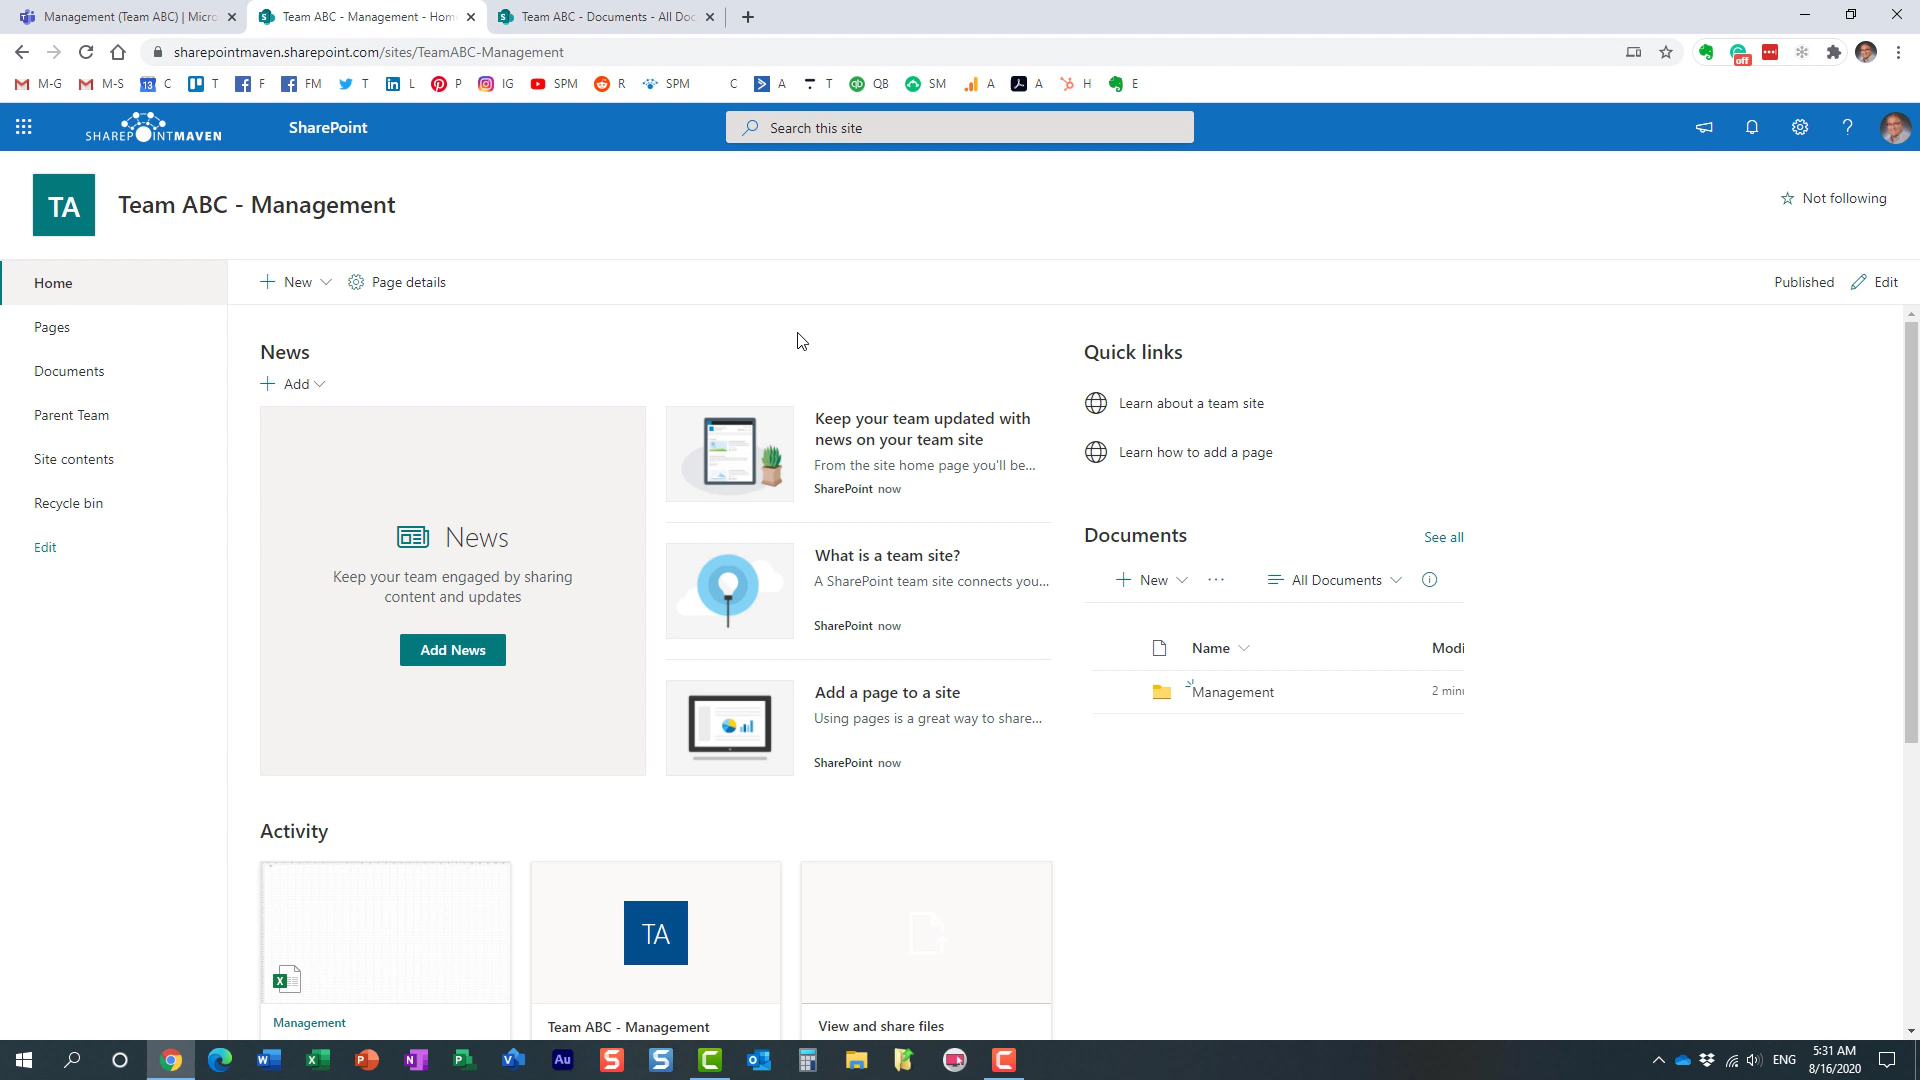 Management (Team ABC) | Micro
Team ABC - Management - Hom
Team ABC - Documents - All Doc
sharepointmaven.sharepoint.com/sites/TeamABC-Management
off
M-G
M-S
13
C
T
F
FM
T
L
P
IG
SPM
R
SPM
C
A
T
QB
SM
A
A
H
E
SHAREPOINTMAVEN
SharePoint
Search this site
TA
Team ABC - Management
Not following
Home
New
Page details
Published
Edit
Pages
Documents
Parent Team
Site contents
Recycle bin
Edit
News
Add
News
Keep your team engaged by sharing
content and updates
Add News
Keep your team updated with
news on your team site
From the site home page you'll be...
SharePoint now
What is a team site?
A SharePoint team site connects you...
SharePoint now
Add a page to a site
Using pages is a great way to share...
SharePoint now
Quick links
Learn about a team site
Learn how to add a page
Documents
See all
New
All Documents
Name
Modi
Management
2 minu
Activity
Management
TA
Team ABC - Management
View and share files
ENG
5:31 AM
8/16/2020